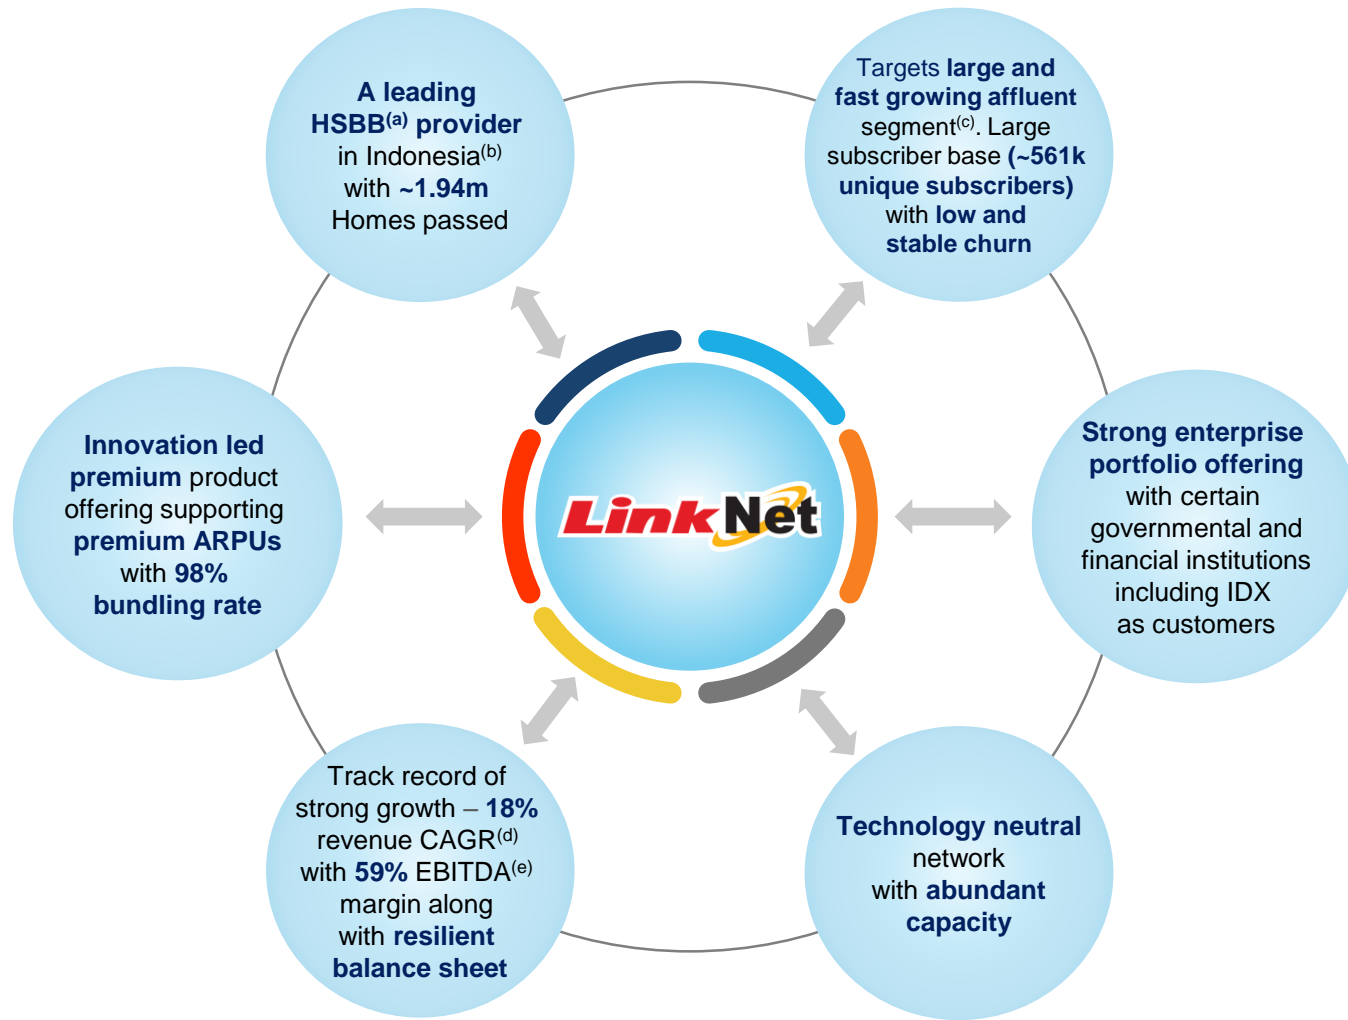 A leading
HSBB(a) provider
in Indonesia(b)
with ~1.94m
Homes passed
Targets large and
fast growing affluent
segment(c). Large
subscriber base (~561k
unique subscribers)
with low and
stable churn
Innovation led
premium product
offering supporting
premium ARPUs
with 98%
bundling rate
LinkNet
Strong enterprise
portfolio offering
with certain
governmental and
financial institutions
including IDX
as customers
Track record of
strong growth – 18%
revenue CAGR(d)
with 59% EBITDA(e)
margin along
with resilient
balance sheet
Technology neutral
network
with abundant
capacity